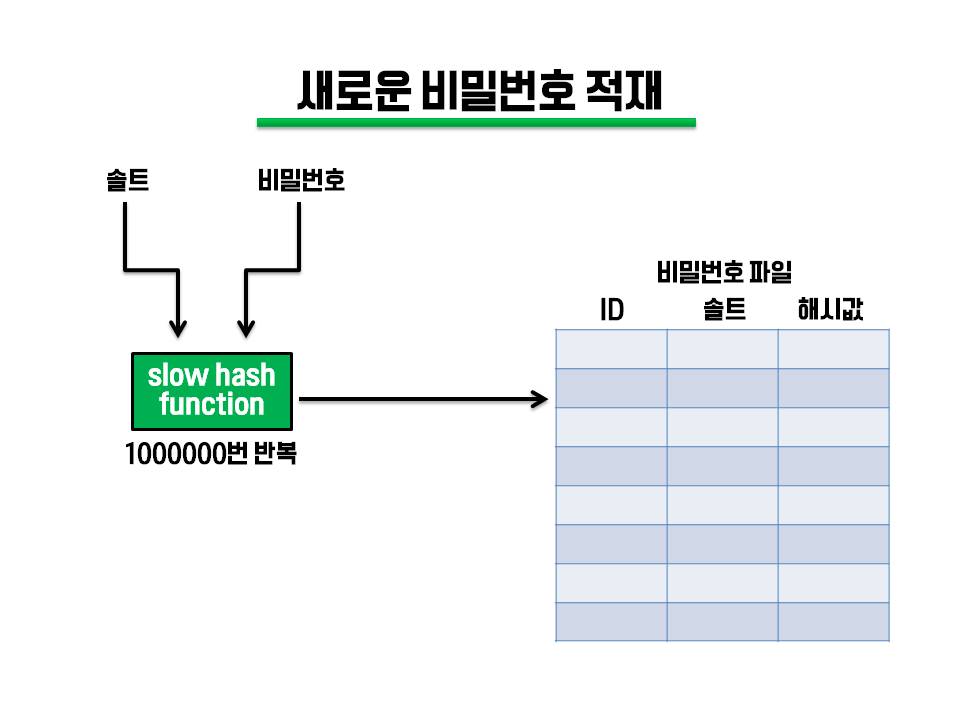 새로운 비밀번호 적재
솔트
비밀번호
slow hash
function
1000000번 반복
비밀번호 파일
ID 솔트 해시값